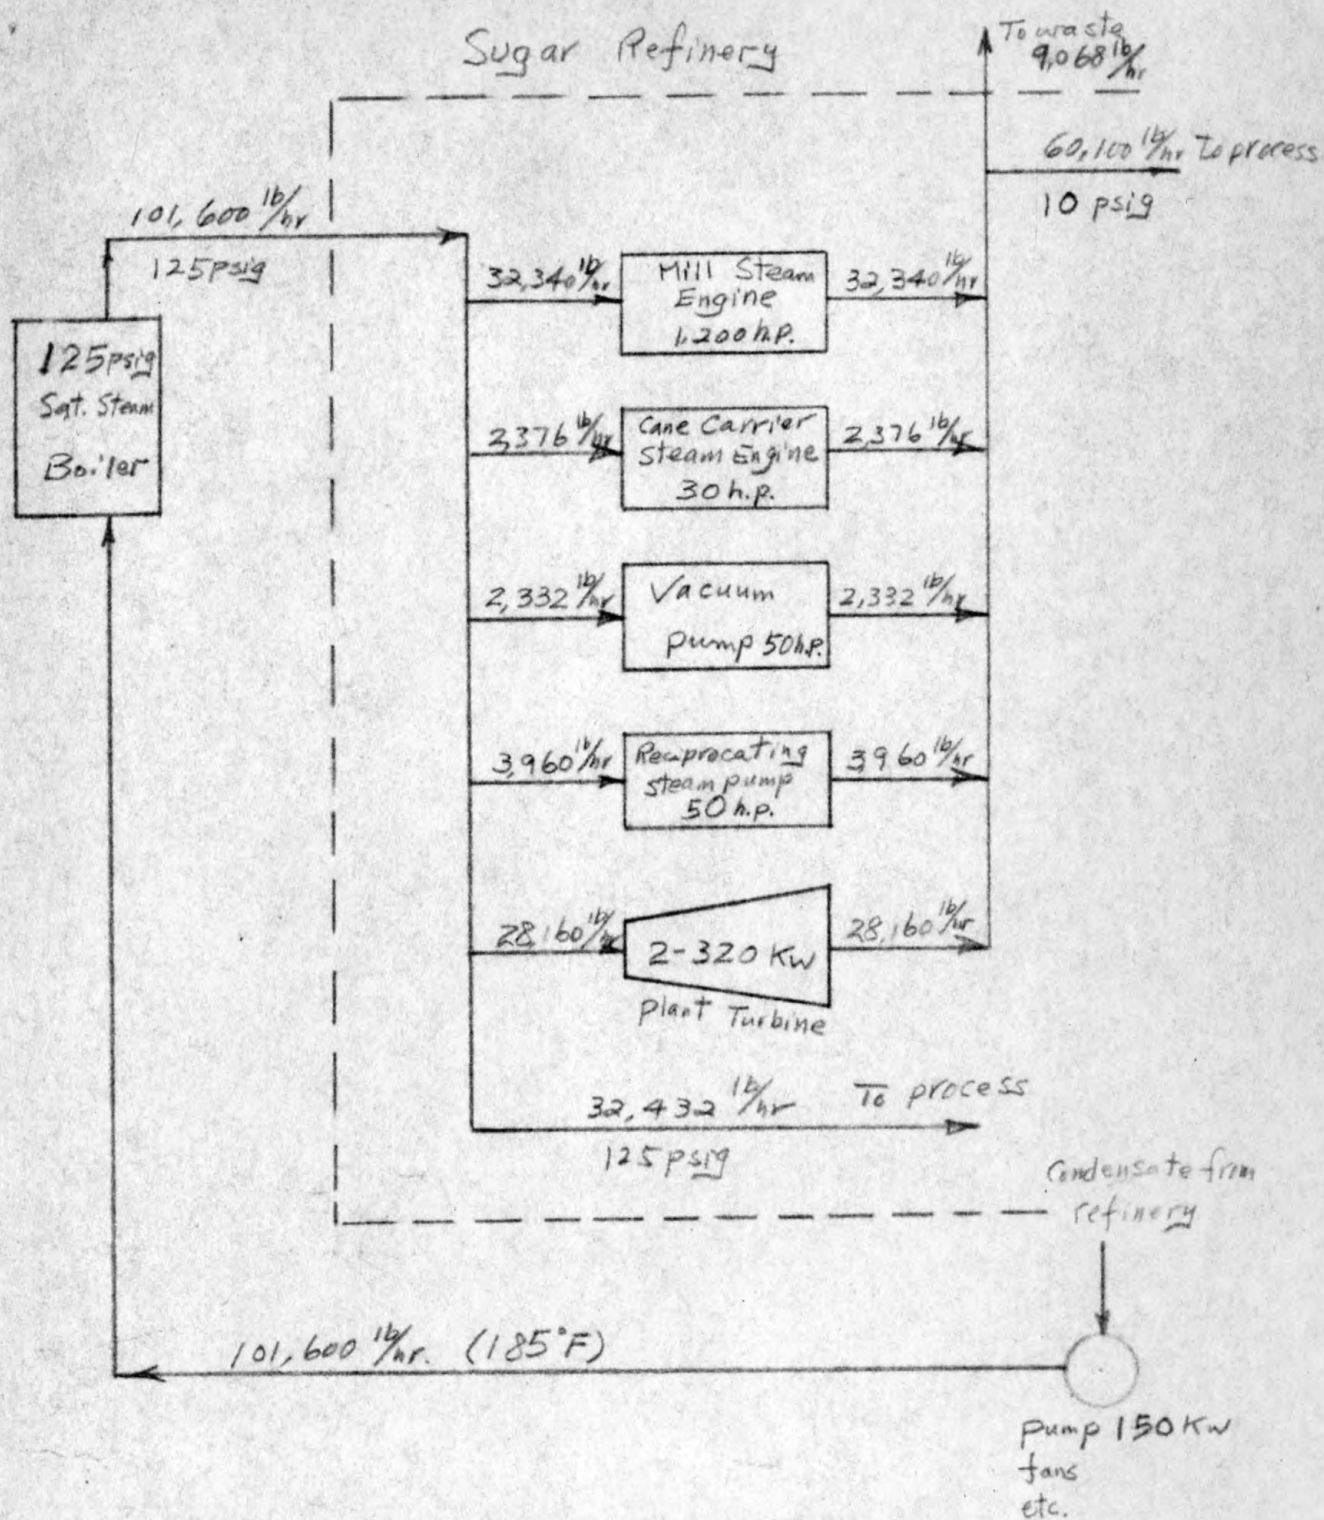 Sugar Refinery
To waste
9,068 lb/hr
60,100 lb/hr to process
10 psig
101,600 lb/hr
125 psig
125 psig
Sat. Steam
Boiler
32,340 lb/hr
Mill Steam
Engine
1,200 h.p.
32,340 lb/hr
2,376 lb/hr
Cane Carrier
Steam Engine
30 h.p.
2,376 lb/hr
2,332 lb/hr
Vacuum
pump 50 h.p.
2,332 lb/hr
3,960 lb/hr
Reciprocating
steam pump
50 h.p.
3,960 lb/hr
28,160 lb/hr
2-320 Kw
28,160 lb/hr
plant Turbine
32,432 lb/hr To process
125 psig
Condensate from
refinery
101,600 lb/hr. (185°F)
pump 150 Kw
fans
etc.